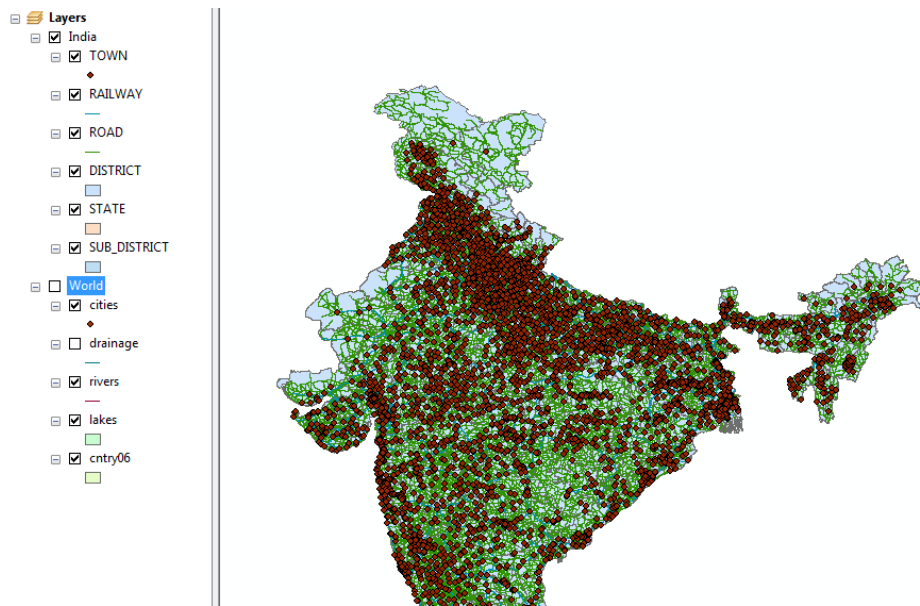 Layers
India
TOWN
RAILWAY
ROAD
DISTRICT
STATE
SUB_DISTRICT
World
cities
drainage
rivers
lakes
cntry06